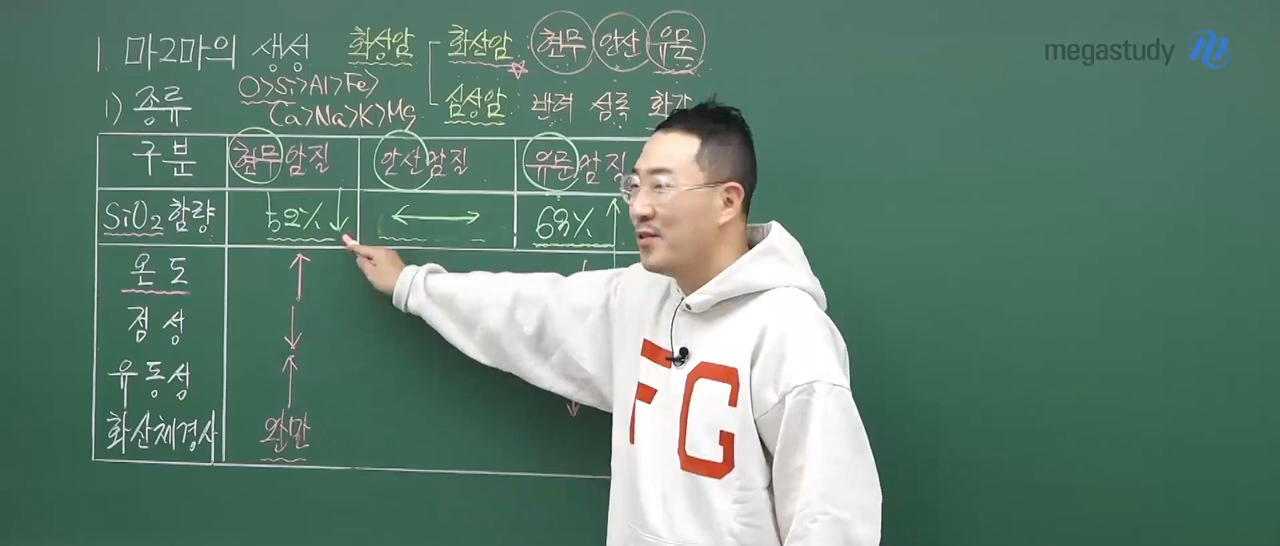 1. 마그마의 생성 화성암 화산암 현무 안산 유문
megastudy
1) 종류 O>Si>Al>Fe> 심성암 반려 섬록 화강
Ca>Na>K>Mg
구분 현무암질 안산암질 유문암질
SiO2 함량 52%↓ ↔ 63%↑
온도 ↑
점성 ↓
유동성 ↑
화산체경사 완만
FG